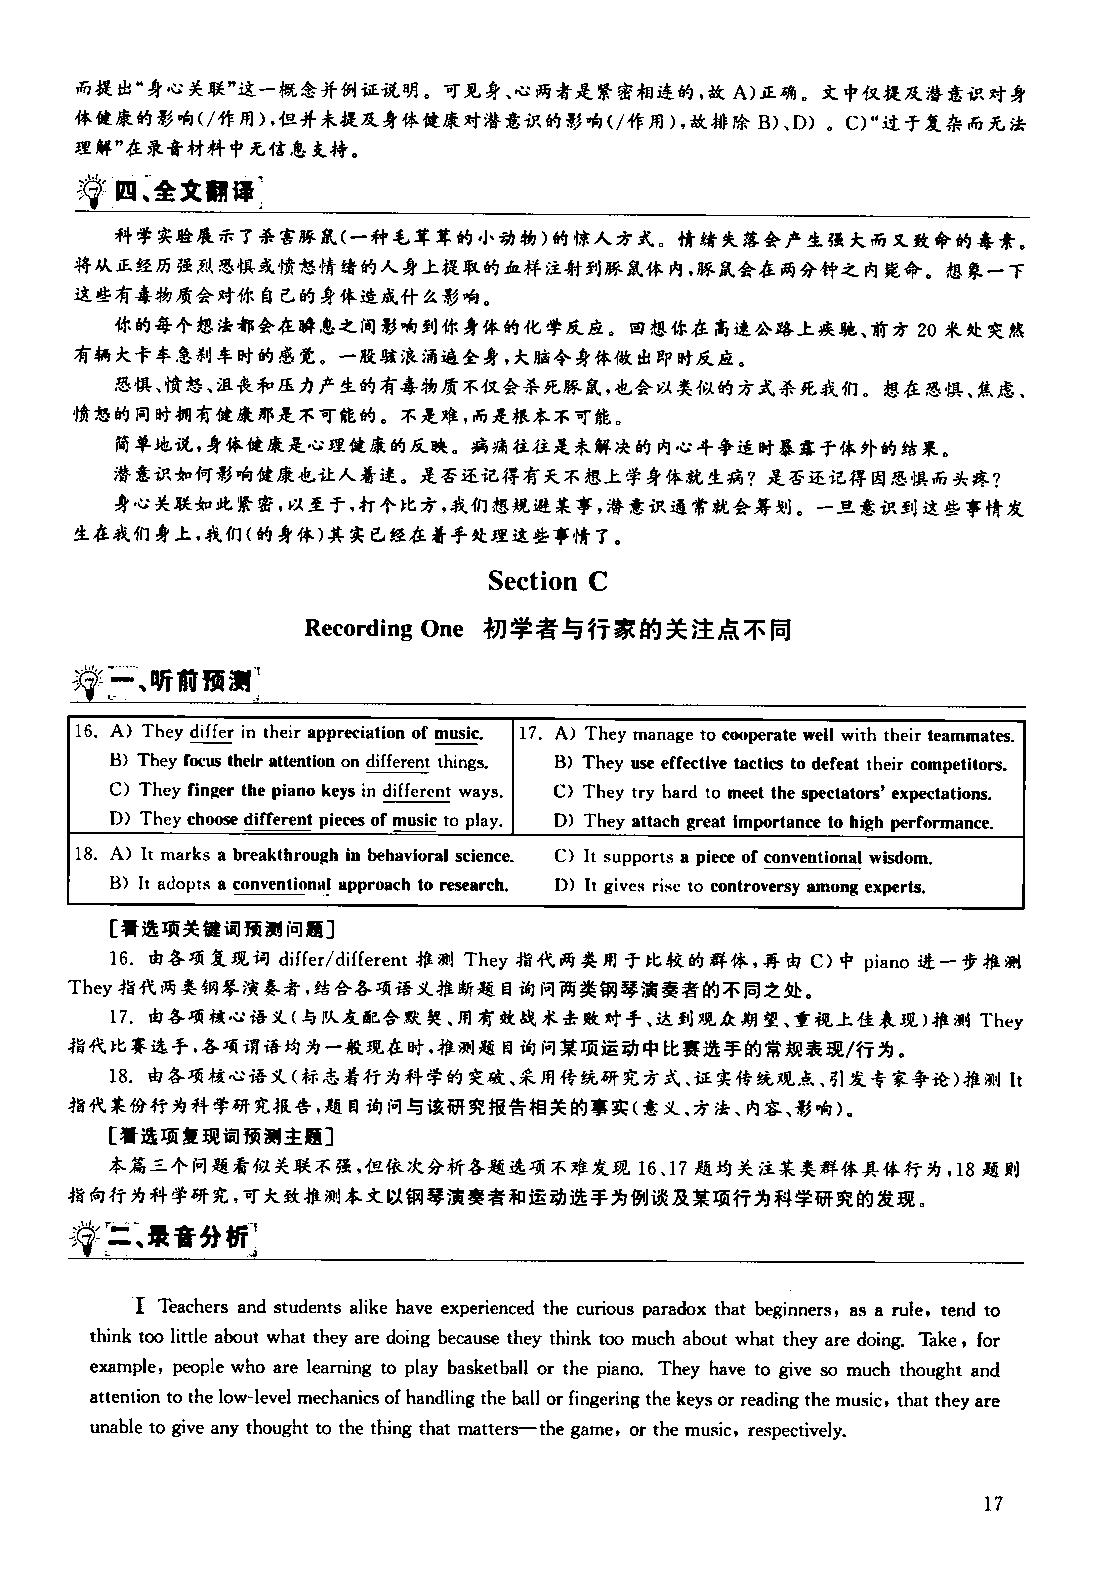 而提出“身心关联”这一概念并例证说明。可见身、心两者是紧密相连的,故 A)正确。文中仅提及潜意识对身
体健康的影响(/作用),但并未提及身体健康对潜意识的影响(/作用),故排除 B)、D) 。C)“过于复杂而无法
理解”在录音材料中无信息支持。
四、全文翻译
科学实验展示了杀害豚鼠(一种毛茸茸的小动物)的惊人方式。情绪失落会产生强大而又致命的毒素。
将从正经历强烈恐惧或愤怒情绪的人身上提取的血样注射到豚鼠体内,豚鼠会在两分钟之内毙命。想象一下
这些有毒物质会对你自己的身体造成什么影响。
你的每个想法都会在瞬息之间影响到你身体的化学反应。回想你在高速公路上疾驰、前方 20 米处突然
有辆大卡车急刹车时的感觉。一股骇浪涌遍全身,大脑令身体做出即时反应。
恐惧、愤怒、沮丧和压力产生的有毒物质不仅会杀死豚鼠,也会以类似的方式杀死我们。想在恐惧、焦虑、
愤怒的同时拥有健康那是不可能的。不是难,而是根本不可能。
简单地说,身体健康是心理健康的反映。病痛往往是未解决的内心斗争适时暴露于体外的结果。
潜意识如何影响健康也让人着迷。是否还记得有天不想上学身体就生病?是否还记得因恐惧而头疼?
身心关联如此紧密,以至于,打个比方,我们想规避某事,潜意识通常就会筹划。一旦意识到这些事情发
生在我们身上,我们(的身体)其实已经在着手处理这些事情了。
Section C
Recording One 初学者与行家的关注点不同
一、听前预测
16. A) They differ in their appreciation of music.
B) They focus their attention on different things.
C) They finger the piano keys in different ways.
D) They choose different pieces of music to play.
17. A) They manage to cooperate well with their teammates.
B) They use effective tactics to defeat their competitors.
C) They try hard to meet the spectators' expectations.
D) They attach great importance to high performance.
18. A) It marks a breakthrough in behavioral science.
B) It adopts a conventional approach to research.
C) It supports a piece of conventional wisdom.
D) It gives rise to controversy among experts.
[看选项关键词预测问题]
16. 由各项复现词 differ/different 推测 They 指代两类用于比较的群体,再由 C)中 piano 进一步推测
They 指代两类钢琴演奏者,结合各项语义推断题目询问两类钢琴演奏者的不同之处。
17. 由各项核心语义(与队友配合默契、用有效战术击败对手、达到观众期望、重视上佳表现)推测 They
指代比赛选手,各项谓语均为一般现在时,推测题目询问某项运动中比赛选手的常规表现/行为。
18. 由各项核心语义(标志着行为科学的突破、采用传统研究方式、证实传统观点、引发专家争论)推测 It
指代某份行为科学研究报告,题目询问与该研究报告相关的事实(意义、方法、内容、影响)。
[看选项复现词预测主题]
本篇三个问题看似关联不强,但依次分析各题选项不难发现 16、17 题均关注某类群体具体行为,18 题则
指向行为科学研究,可大致推测本文以钢琴演奏者和运动选手为例谈及某项行为科学研究的发现。
二、录音分析
I Teachers and students alike have experienced the curious paradox that beginners, as a rule, tend to
think too little about what they are doing because they think too much about what they are doing. Take, for
example, people who are learning to play basketball or the piano. They have to give so much thought and
attention to the low-level mechanics of handling the ball or fingering the keys or reading the music, that they are
unable to give any thought to the thing that matters—the game, or the music, respectively.
17